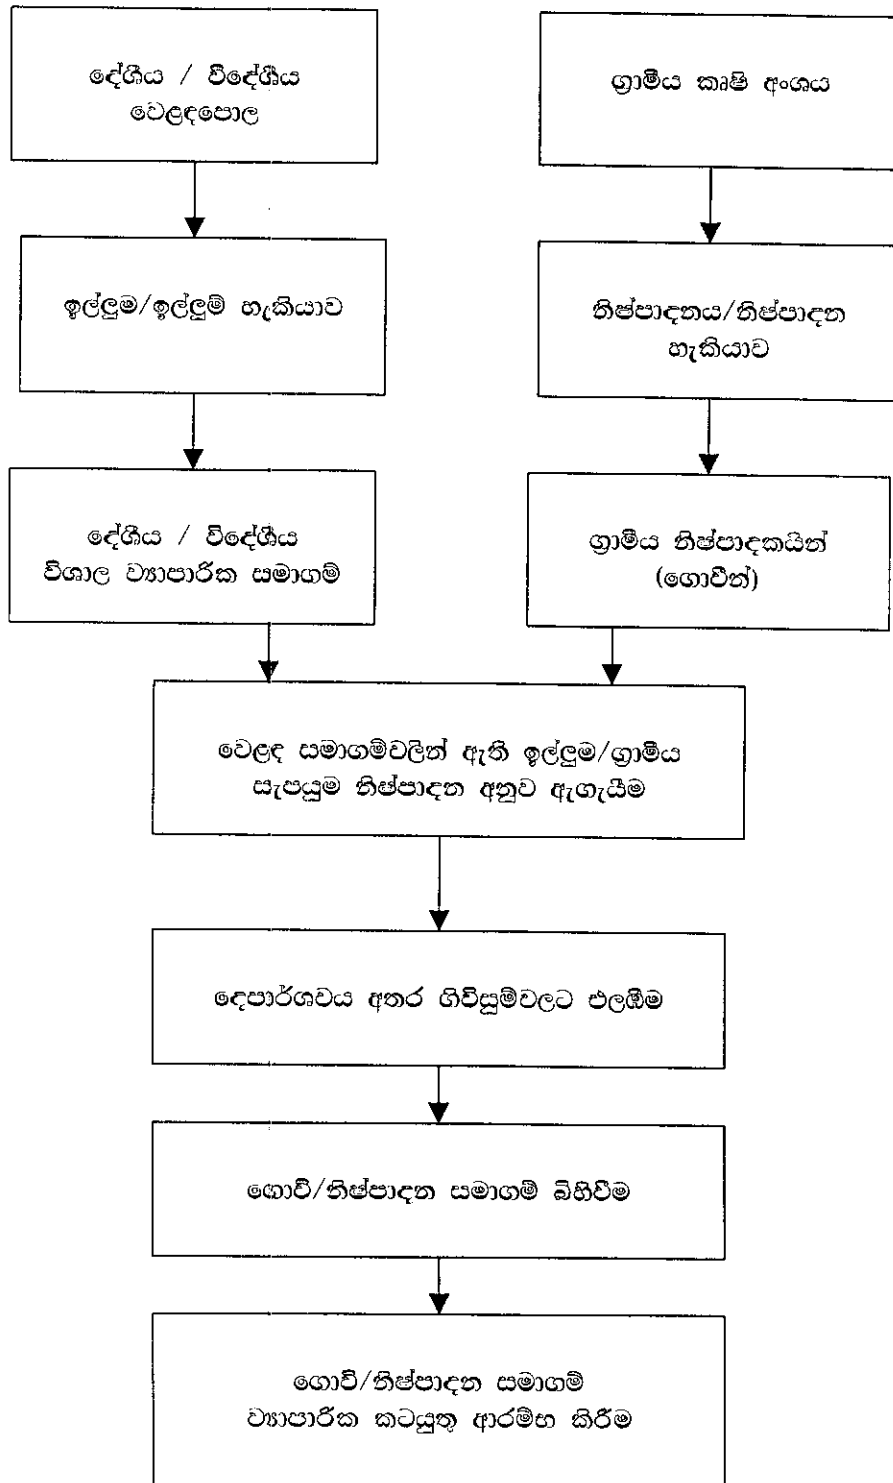 දේශීය / විදේශීය
වෙළඳපොල
ග්‍රාමීය කෘෂි අංශය
ඉල්ලුම/ඉල්ලුම් හැකියාව
නිෂ්පාදනය/නිෂ්පාදන
හැකියාව
දේශීය / විදේශීය
විශාල ව්‍යාපාරික සමාගම්
ග්‍රාමීය නිෂ්පාදකයින්
(ගොවීන්)
වෙළඳ සමාගම්වලින් ඇති ඉල්ලුම/ග්‍රාමීය
සැපයුම නිෂ්පාදන අනුව ඇගැයීම
දෙපාර්ශවය අතර ගිවිසුම්වලට එලඹීම
ගොවි/නිෂ්පාදන සමාගම් බිහිවීම
ගොවි/නිෂ්පාදන සමාගම්
ව්‍යාපාරික කටයුතු ආරම්භ කිරීම